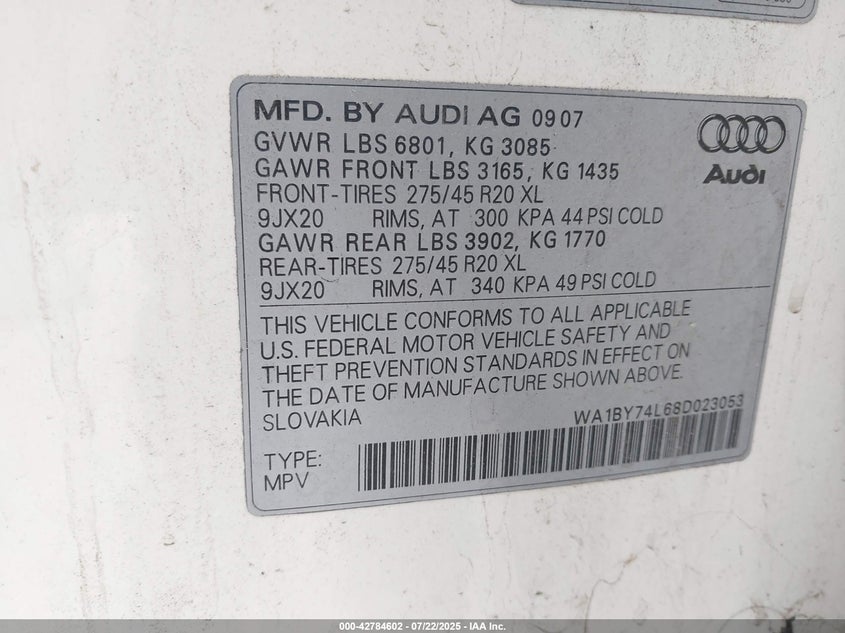 MFD. BY AUDI AG 09 07
GVWR LBS 6801, KG 3085
GAWR FRONT LBS 3165, KG 1435
FRONT-TIRES 275/45 R20 XL
9JX20 RIMS, AT 300 KPA 44 PSI COLD
GAWR REAR LBS 3902, KG 1770
REAR-TIRES 275/45 R20 XL
9JX20 RIMS, AT 340 KPA 49 PSI COLD
Audi
THIS VEHICLE CONFORMS TO ALL APPLICABLE
U.S. FEDERAL MOTOR VEHICLE SAFETY AND
THEFT PREVENTION STANDARDS IN EFFECT ON
THE DATE OF MANUFACTURE SHOWN ABOVE.
SLOVAKIA
WA1BY74L68D023053
TYPE:
MPV
000-42784602 - 07/22/2025 - IAA Inc.